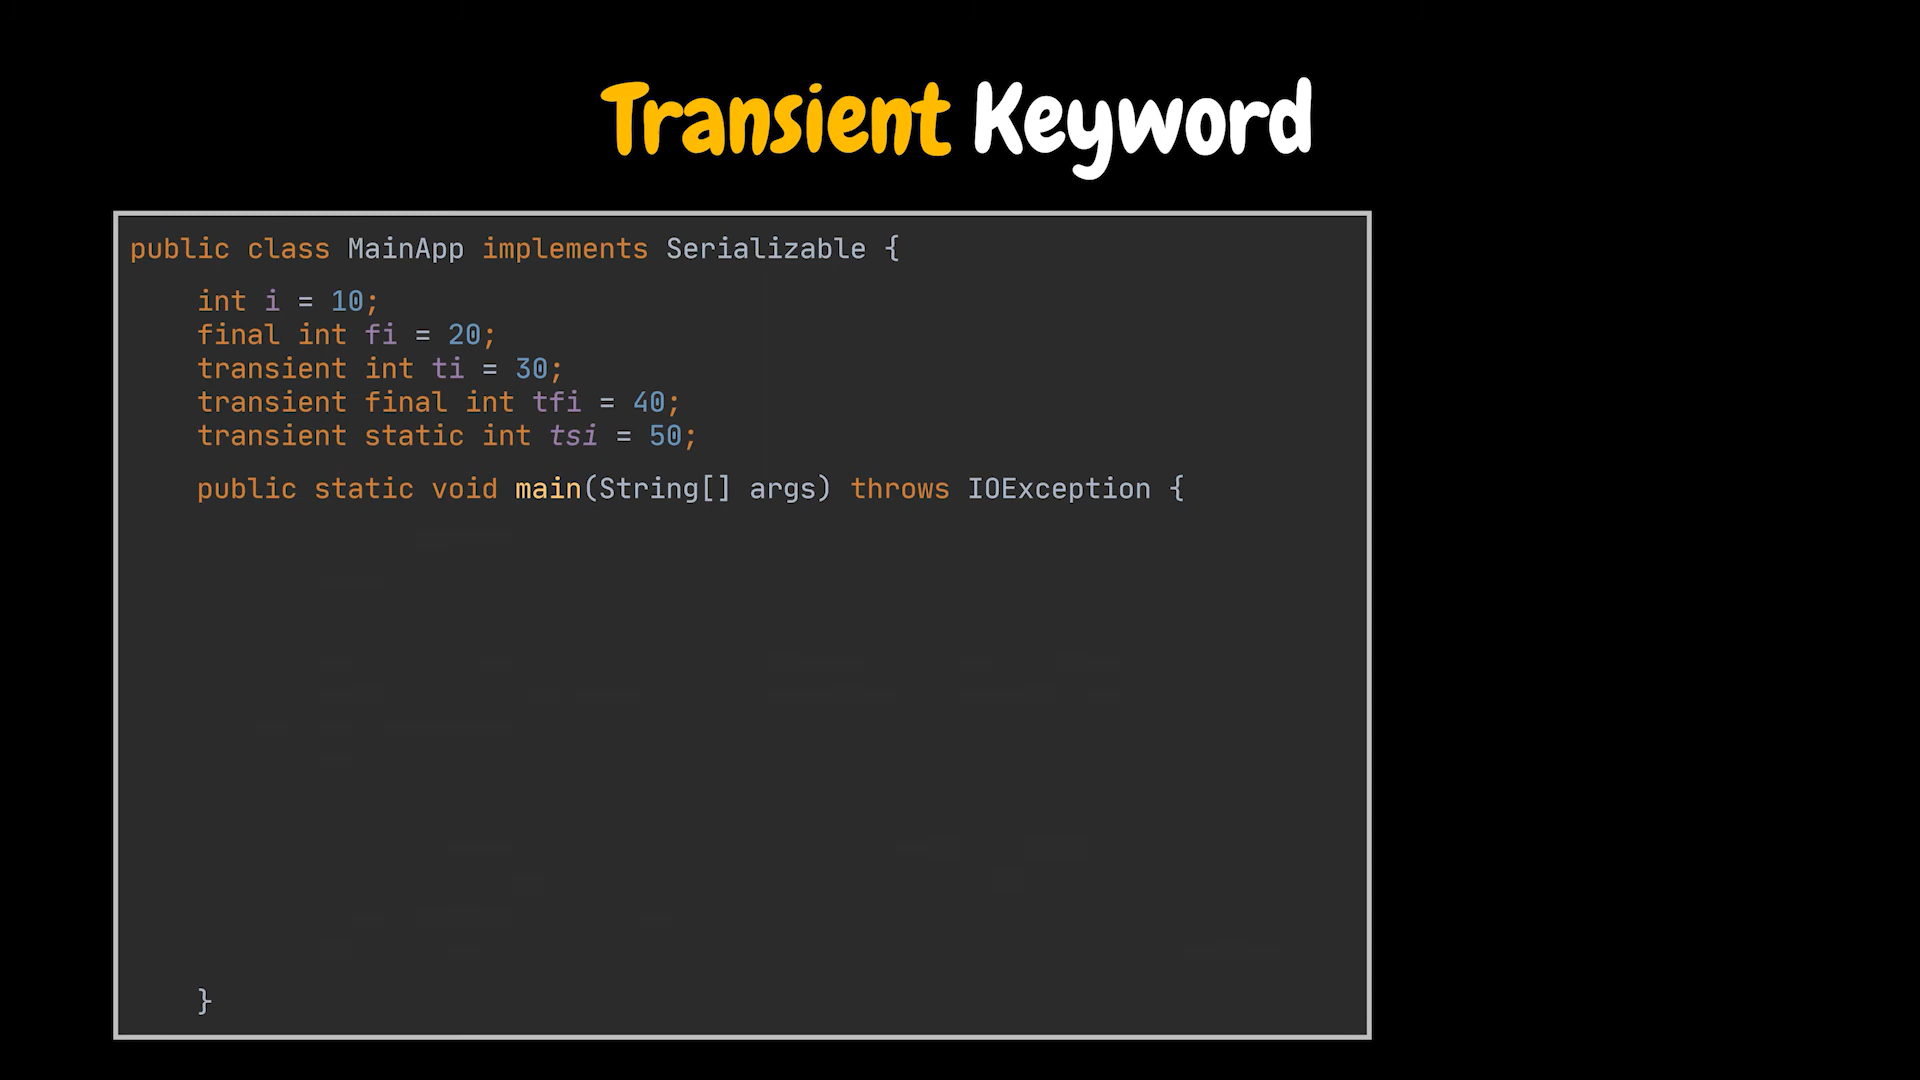 Transient Keyword
public class MainApp implements Serializable {
int i = 10;
final int fi = 20;
transient int ti = 30;
transient final int tfi = 40;
transient static int tsi = 50;
public static void main(String[] args) throws IOException {
}